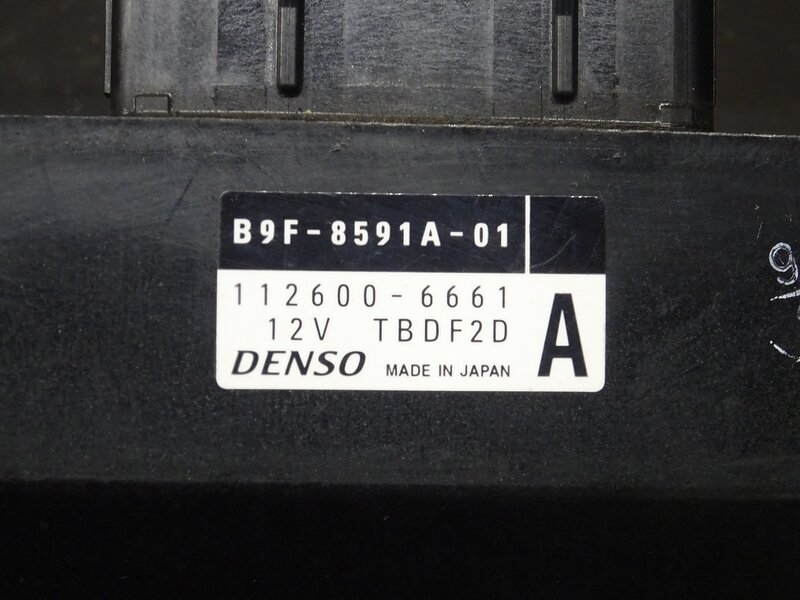 B9F-8591A-01
112600-6661
12V TBDF2D
A
DENSO MADE IN JAPAN